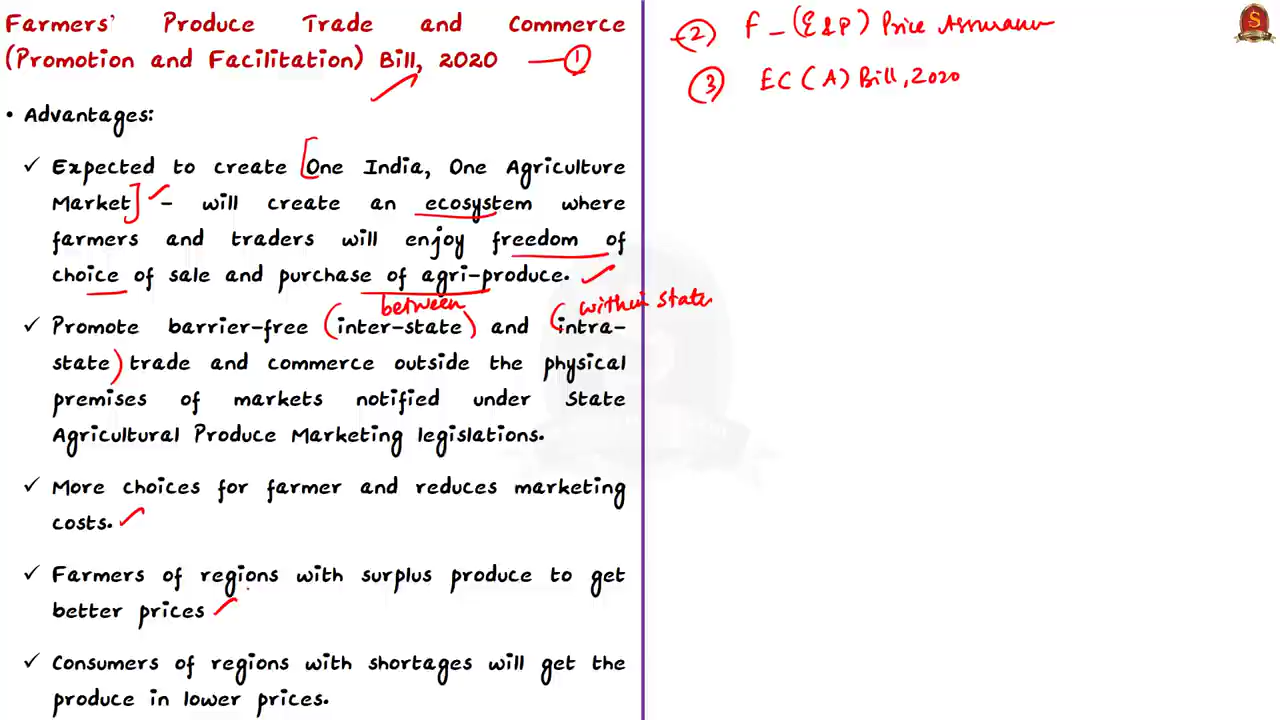 Farmers' Produce Trade and Commerce
(Promotion and Facilitation) Bill, 2020 — 1
• Advantages:
✓ Expected to create [One India, One Agriculture
Market] ✓ - will create an ecosystem where
farmers and traders will enjoy freedom of
choice of sale and purchase of agri-produce. ✓
between
within state
✓ Promote barrier-free (inter-state) and (intra-
state) trade and commerce outside the physical
premises of markets notified under State
Agricultural Produce Marketing legislations.
✓ More choices for farmer and reduces marketing
costs. ✓
✓ Farmers of regions with surplus produce to get
better prices ✓
✓ Consumers of regions with shortages will get the
produce in lower prices.
2 F - (E&P) Price Assurance
3 EC (A) Bill, 2020
S